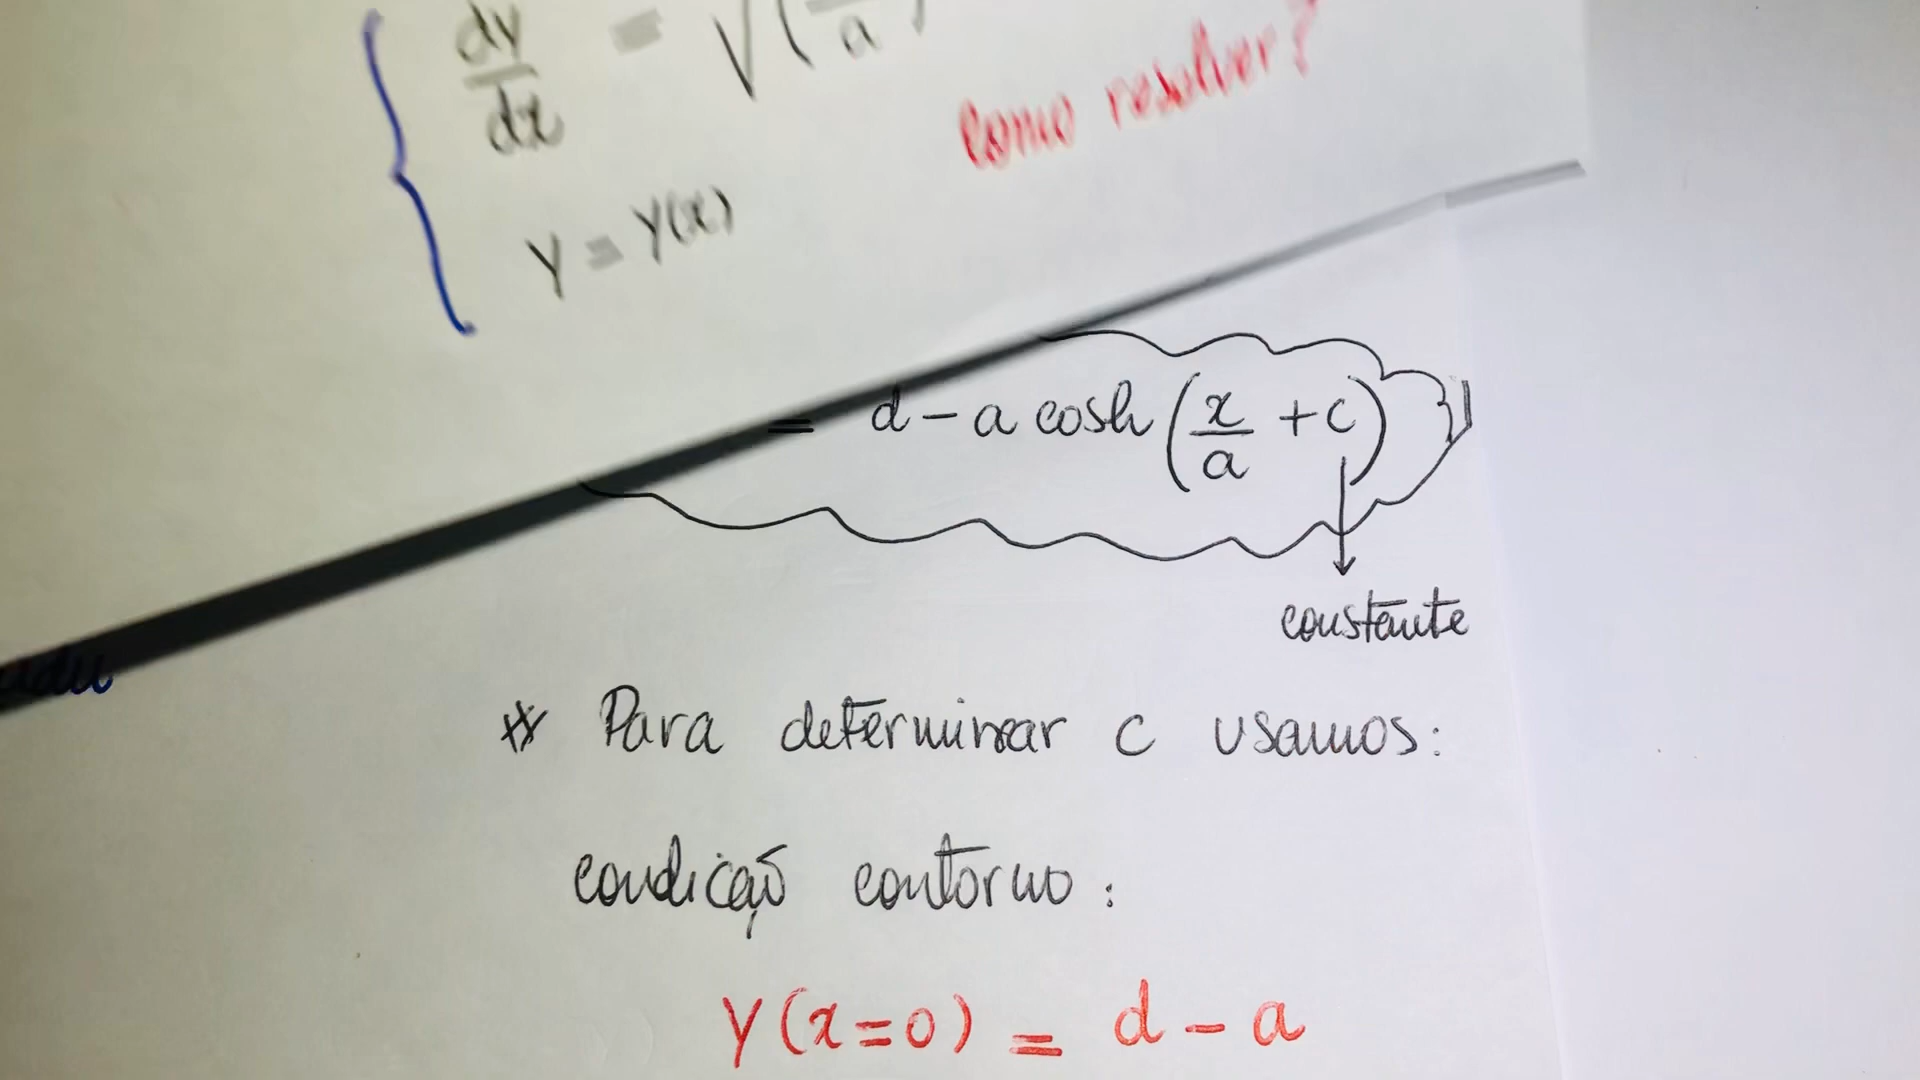 dy/dx = √(/a)
como resolver?
y = y(x)
= d - a cosh(x/a + c)
constante
* Para determinar c usamos:
condição contorno:
y(x=0) = d - a